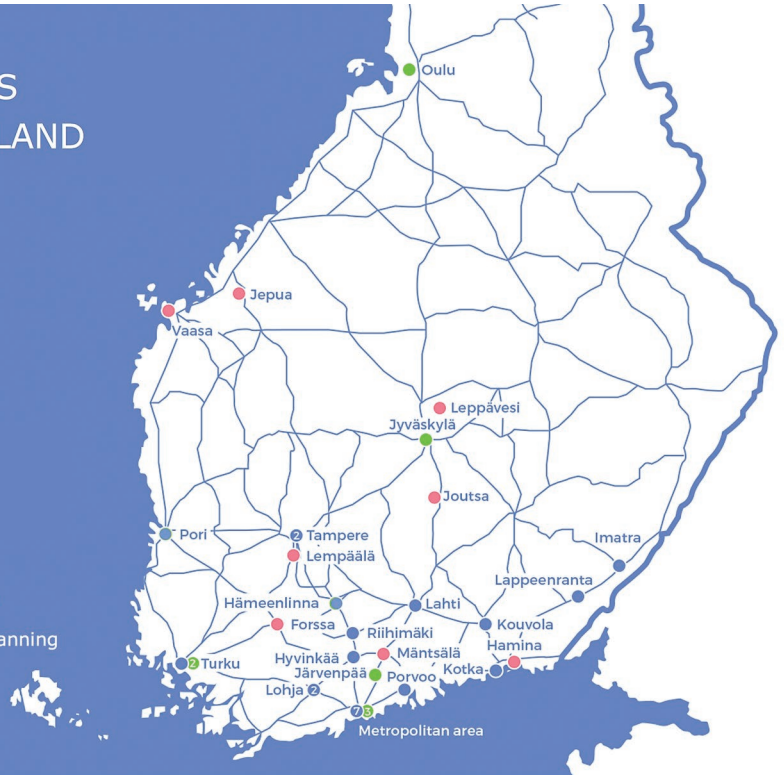 S
LAND
Oulu
Jepua
Vaasa
Leppävesi
Jyväskylä
Joutsa
Pori
2 Tampere
Lempäälä
Imatra
Lappeenranta
Hämeenlinna
Lahti
Forssa
Kouvola
Riihimäki
Hamina
anning
Hyvinkää
Mäntsälä
2 Turku
Järvenpää
Porvoo
Kotka
Lohja 2
7 3
Metropolitan area